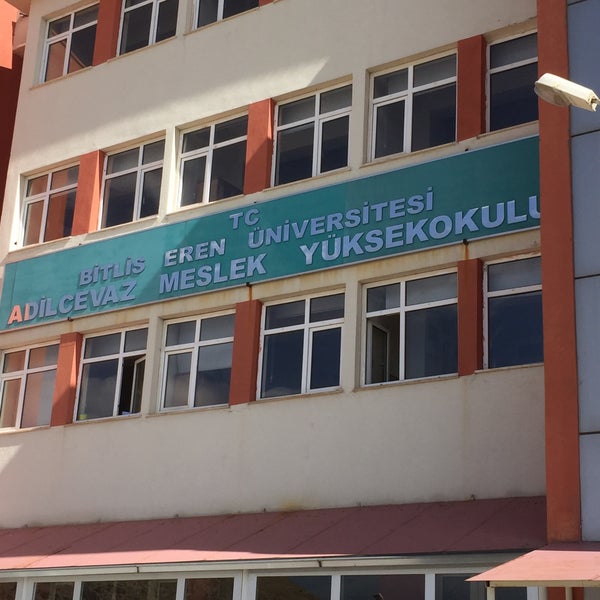 TC
BİTLİS EREN ÜNİVERSİTESİ
ADİLCEVAZ MESLEK YÜKSEKOKULU